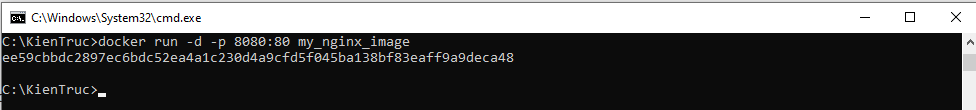 C:\Windows\System32\cmd.exe
C:\KienTruc>docker run -d -p 8080:80 my_nginx_image
ee59cbbdc2897ec6bdc52ea4a1c230d4a9cfd5f045ba138bf83eaff9a9deca48
C:\KienTruc>